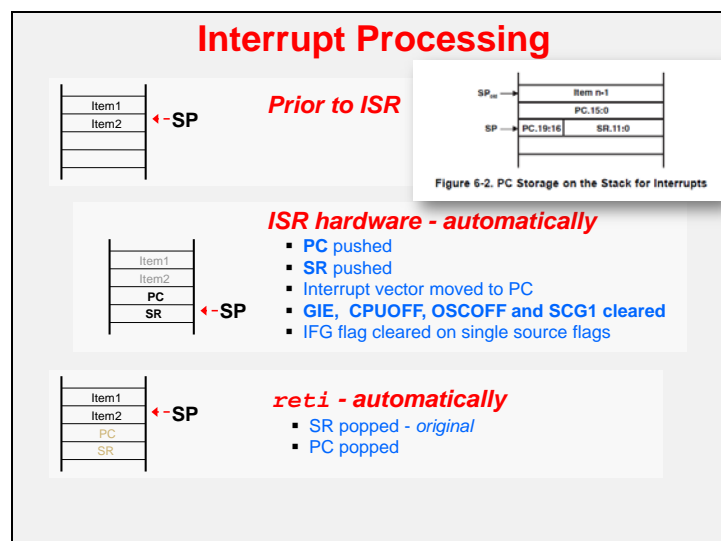 Interrupt Processing
Item1
Item2
SP
Prior to ISR
SPold
Item n-1
PC.15:0
SP
PC.19:16
SR.11:0
Figure 6-2. PC Storage on the Stack for Interrupts
ISR hardware - automatically
▪ PC pushed
▪ SR pushed
▪ Interrupt vector moved to PC
▪ GIE, CPUOFF, OSCOFF and SCG1 cleared
▪ IFG flag cleared on single source flags
Item1
Item2
PC
SR
SP
Item1
Item2
PC
SR
SP
reti - automatically
▪ SR popped - original
▪ PC popped